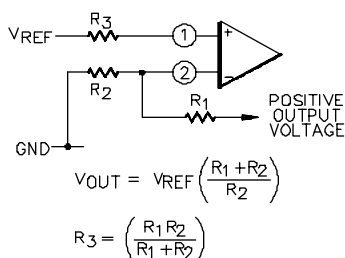 R3
VREF
1
+
2
−
R2
R1
POSITIVE
OUTPUT
VOLTAGE
GND
VOUT = VREF(R1+R2/R2)
R3 = (R1R2/R1+R2)